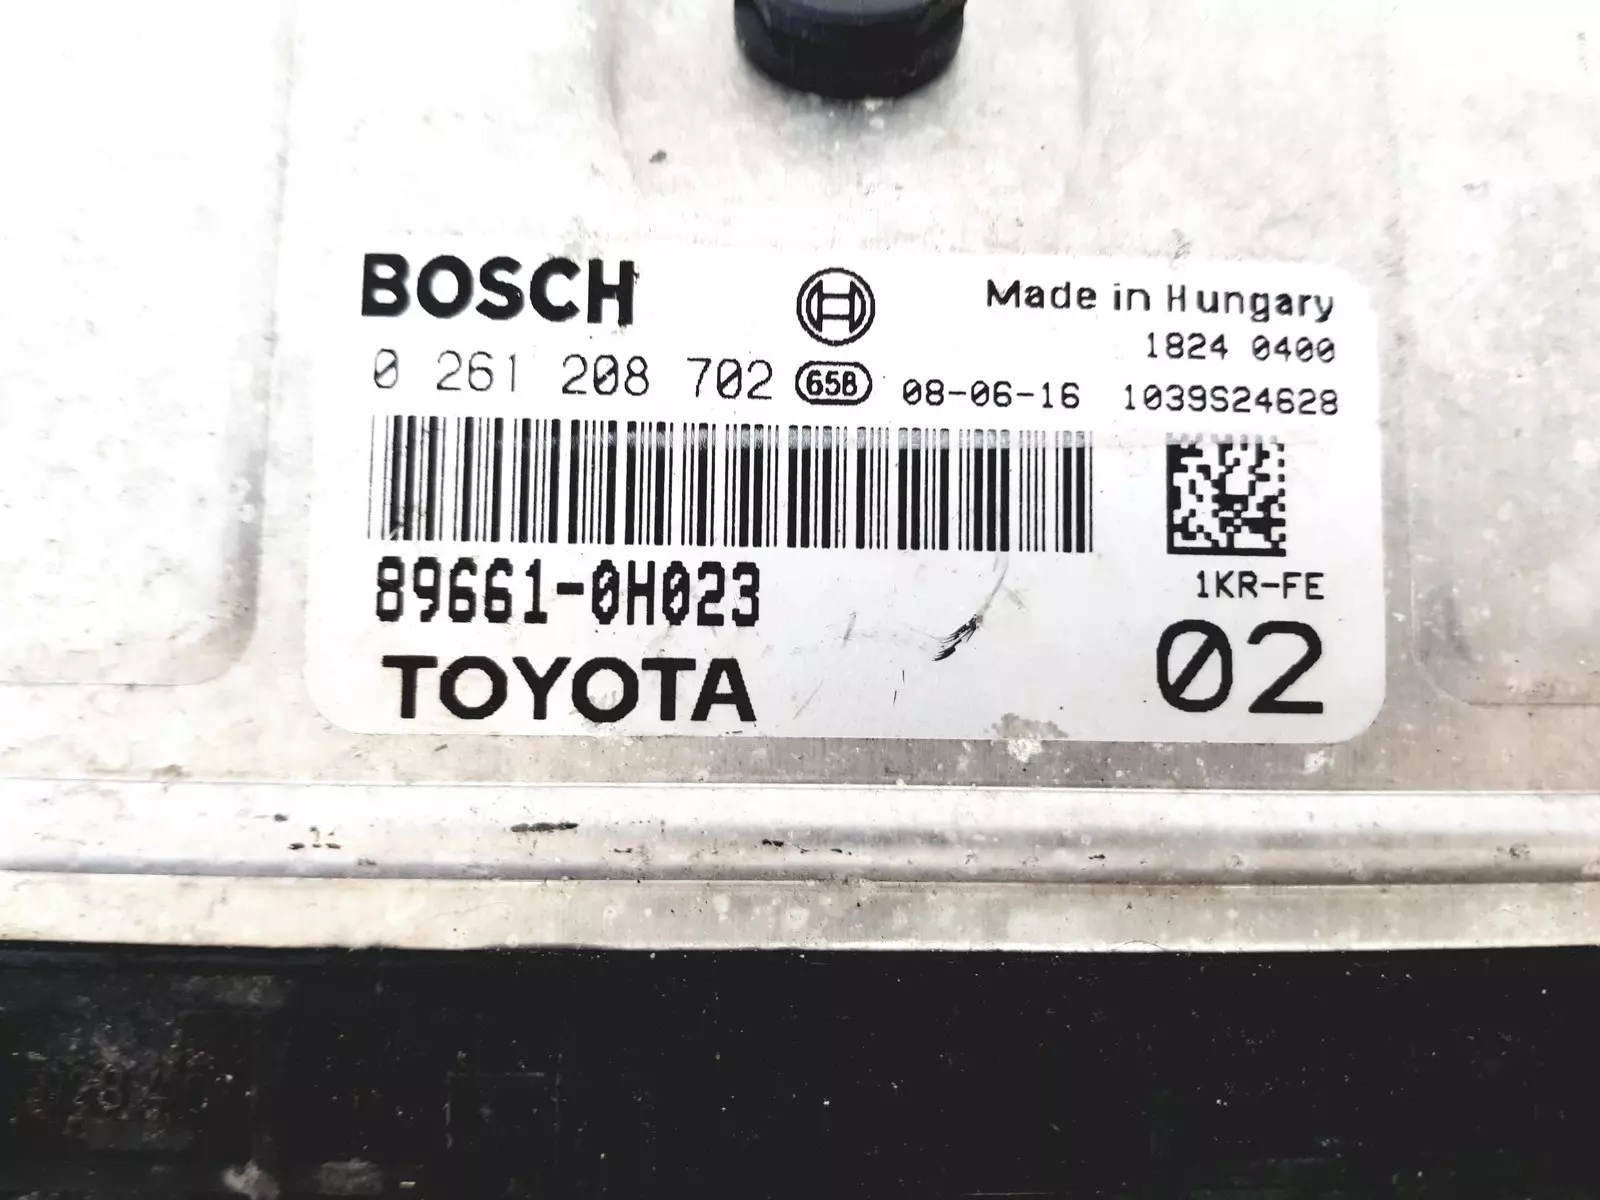 BOSCH
Made in Hungary
1824 0400
0 261 208 702 65B 08-06-16 1039S24628
89661-0H023
1KR-FE
TOYOTA
02